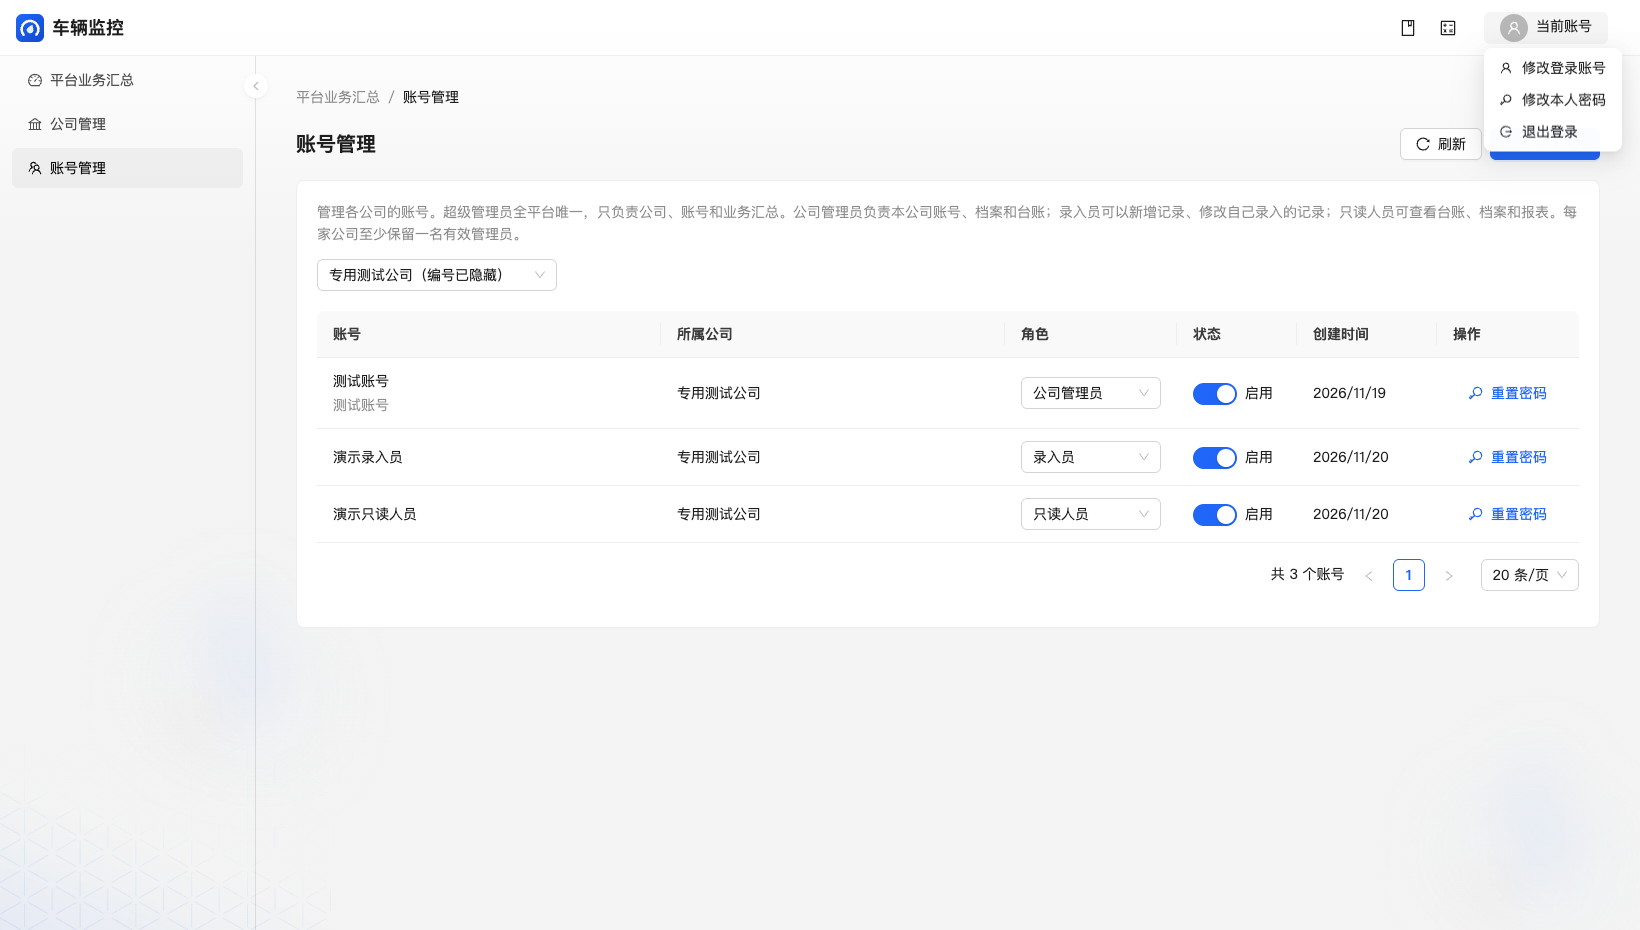 车辆监控
当前账号
修改登录账号
修改本人密码
退出登录
平台业务汇总
公司管理
账号管理
平台业务汇总 / 账号管理
账号管理
刷新
管理各公司的账号。超级管理员全平台唯一，只负责公司、账号和业务汇总。公司管理员负责本公司账号、档案和台账；录入员可以新增记录、修改自己录入的记录；只读人员可查看台账、档案和报表。每
家公司至少保留一名有效管理员。
专用测试公司（编号已隐藏）
账号 所属公司 角色 状态 创建时间 操作
测试账号
测试账号
专用测试公司 公司管理员 启用 2026/11/19 重置密码
演示录入员 专用测试公司 录入员 启用 2026/11/20 重置密码
演示只读人员 专用测试公司 只读人员 启用 2026/11/20 重置密码
共 3 个账号 1 20 条/页